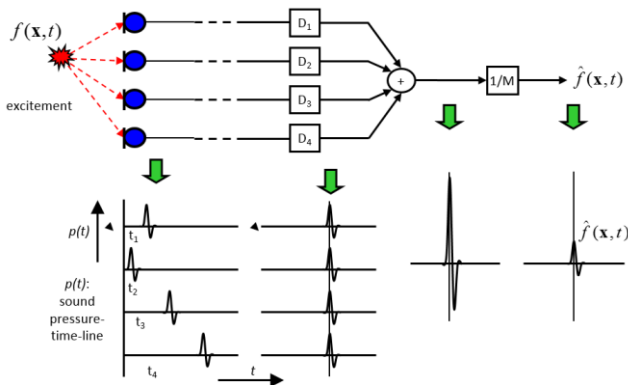 f(x,t)
excitement
D1
D2
D3
D4
+
1/M
f̂(x,t)
p(t)
t1
t2
t3
t4
t
p(t):
sound
pressure-
time-line
f̂(x,t)